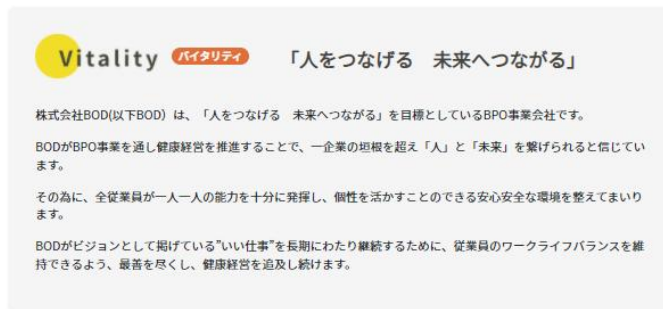 Vitality バイタリティ 「人をつなげる　未来へつながる」
株式会社BOD(以下BOD）は、「人をつなげる　未来へつながる」を目標としているBPO事業会社です。
BODがBPO事業を通し健康経営を推進することで、一企業の垣根を超え「人」と「未来」を繋げられると信じてい
ます。
その為に、全従業員が一人一人の能力を十分に発揮し、個性を活かすことのできる安心安全な環境を整えてまいり
ます。
BODがビジョンとして掲げている”いい仕事”を長期にわたり継続するために、従業員のワークライフバランスを維
持できるよう、最善を尽くし、健康経営を追及し続けます。